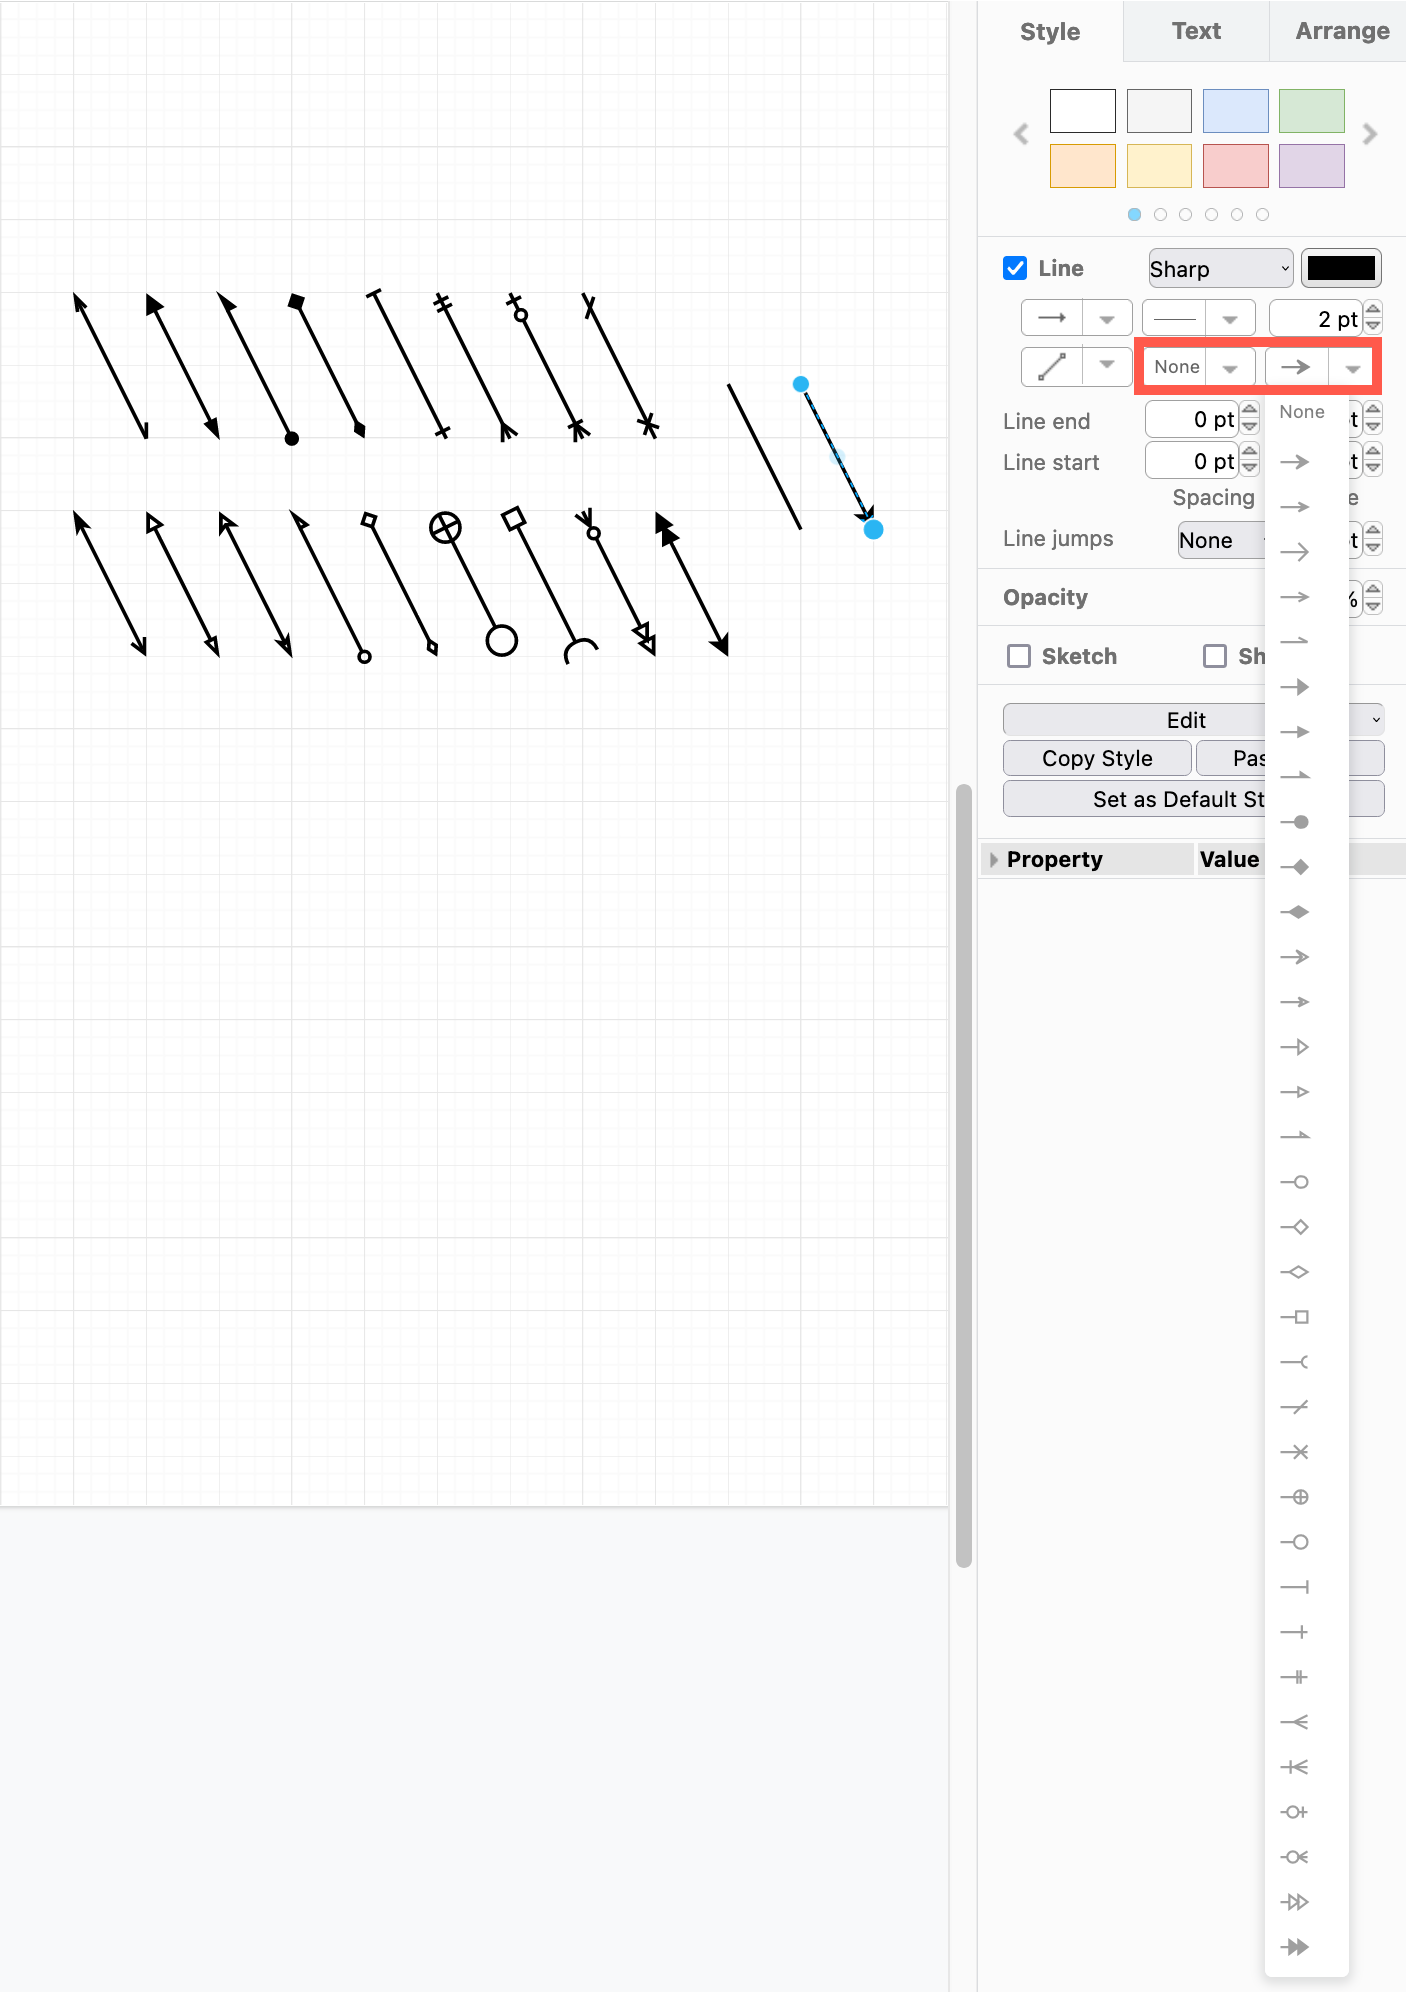 Style Text Arrange
Line Sharp
2 pt
None
Line end 0 pt
None
t
Line start 0 pt t
Spacing e
Line jumps None t
Opacity %
Sketch Sh
Edit
Copy Style Pas
Set as Default St
Property Value